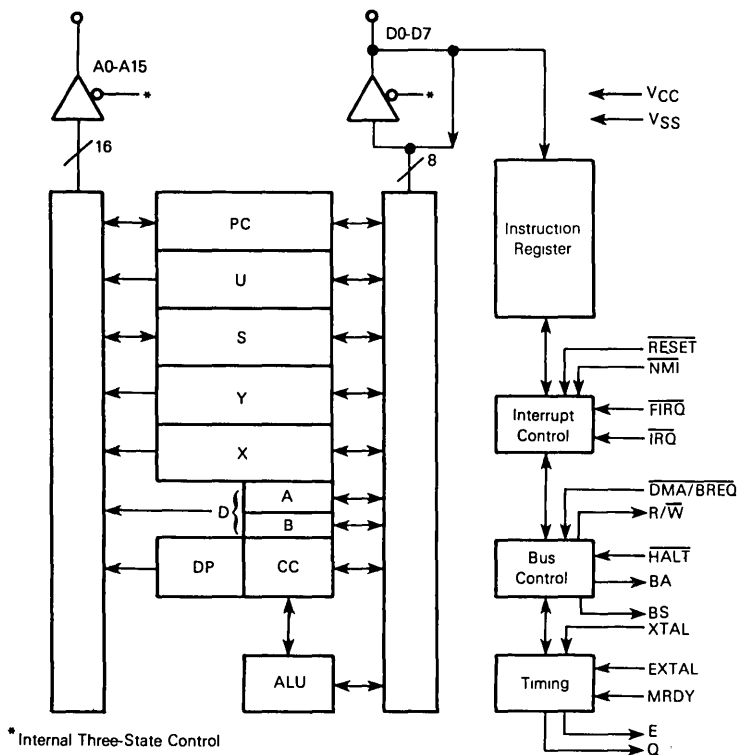 A0-A15
D0-D7
*
*
VCC
VSS
16
8
PC
Instruction
Register
U
S
RESET
NMI
Y
FIRQ
Interrupt
Control
IRQ
X
A
D{
B
DMA/BREQ
R/W
DP
CC
HALT
Bus
Control
BA
BS
XTAL
ALU
EXTAL
Timing
MRDY
E
Q
*Internal Three-State Control